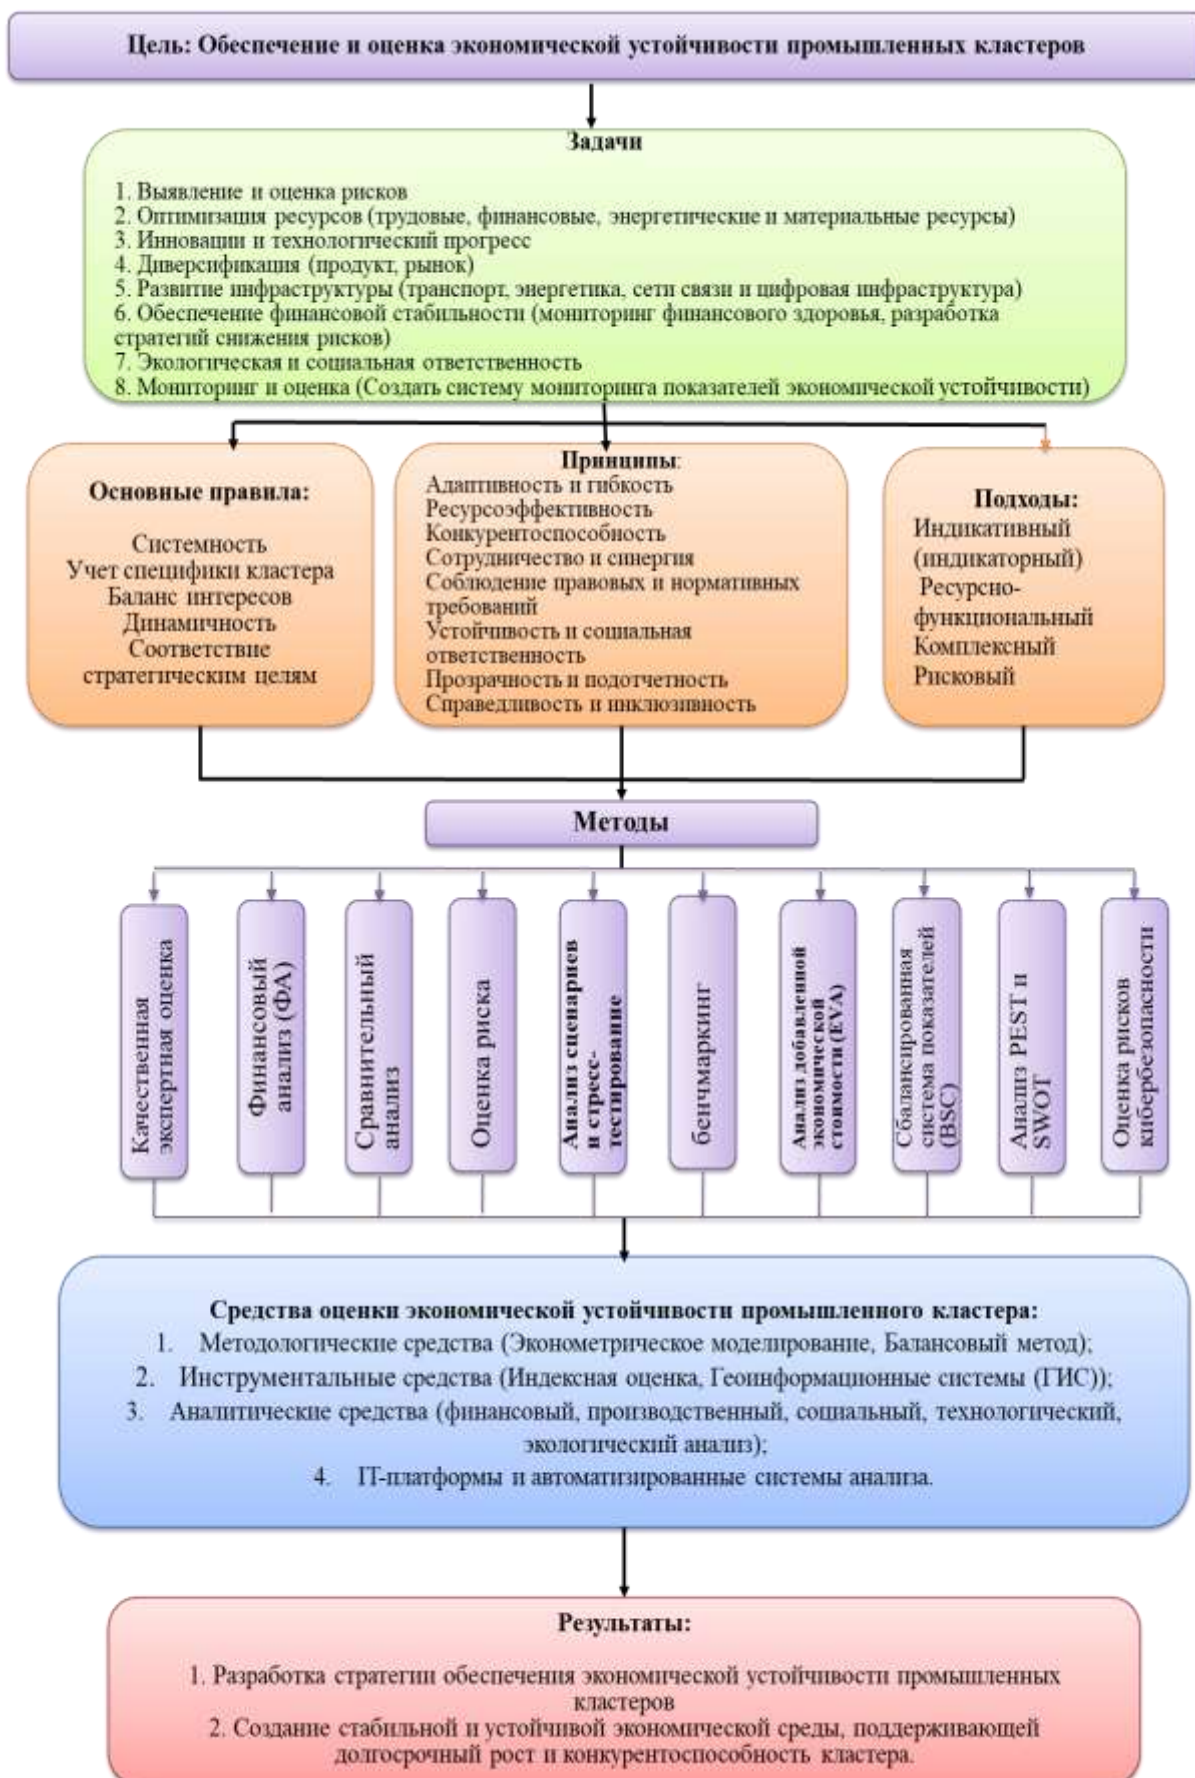 Цель: Обеспечение и оценка экономической устойчивости промышленных кластеров
Задачи
1. Выявление и оценка рисков
2. Оптимизация ресурсов (трудовые, финансовые, энергетические и материальные ресурсы)
3. Инновации и технологический прогресс
4. Диверсификация (продукт, рынок)
5. Развитие инфраструктуры (транспорт, энергетика, сети связи и цифровая инфраструктура)
6. Обеспечение финансовой стабильности (мониторинг финансового здоровья, разработка
стратегий снижения рисков)
7. Экологическая и социальная ответственность
8. Мониторинг и оценка (Создать систему мониторинга показателей экономической устойчивости)
Основные правила:
Системность
Учет специфики кластера
Баланс интересов
Динамичность
Соответствие
стратегическим целям
Принципы:
Адаптивность и гибкость
Ресурсоэффективность
Конкурентоспособность
Сотрудничество и синергия
Соблюдение правовых и нормативных
требований
Устойчивость и социальная
ответственность
Прозрачность и подотчетность
Справедливость и инклюзивность
Подходы:
Индикативный
(индикаторный)
Ресурсно-
функциональный
Комплексный
Рисковый
Методы
Качественная
экспертная оценка
Финансовый
анализ (ФА)
Сравнительный
анализ
Оценка риска
Анализ сценариев
и стресс-
тестирование
бенчмаркинг
Анализ добавленной
экономической
стоимости (EVA)
Сбалансированная
система показателей
(BSC)
Анализ PEST и
SWOT
Оценка рисков
кибербезопасности
Средства оценки экономической устойчивости промышленного кластера:
1. Методологические средства (Эконометрическое моделирование, Балансовый метод);
2. Инструментальные средства (Индексная оценка, Геоинформационные системы (ГИС));
3. Аналитические средства (финансовый, производственный, социальный, технологический,
экологический анализ);
4. IT-платформы и автоматизированные системы анализа.
Результаты:
1. Разработка стратегии обеспечения экономической устойчивости промышленных
кластеров
2. Создание стабильной и устойчивой экономической среды, поддерживающей
долгосрочный рост и конкурентоспособность кластера.